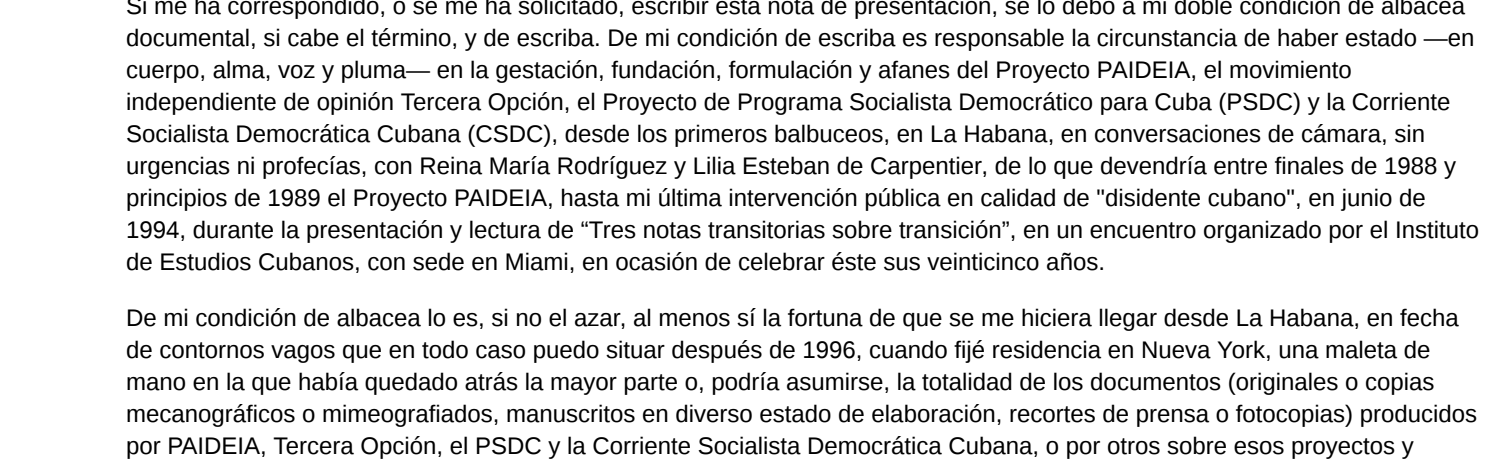 Si me ha correspondido, o se me ha solicitado, escribir esta nota de presentación, se lo debo a mi doble condición de albacea
documental, si cabe el término, y de escriba. De mi condición de escriba es responsable la circunstancia de haber estado —en
cuerpo, alma, voz y pluma— en la gestación, fundación, formulación y afanes del Proyecto PAIDEIA, el movimiento
independiente de opinión Tercera Opción, el Proyecto de Programa Socialista Democrático para Cuba (PSDC) y la Corriente
Socialista Democrática Cubana (CSDC), desde los primeros balbuceos, en La Habana, en conversaciones de cámara, sin
urgencias ni profecías, con Reina María Rodríguez y Lilia Esteban de Carpentier, de lo que devendría entre finales de 1988 y
principios de 1989 el Proyecto PAIDEIA, hasta mi última intervención pública en calidad de "disidente cubano", en junio de
1994, durante la presentación y lectura de “Tres notas transitorias sobre transición”, en un encuentro organizado por el Instituto
de Estudios Cubanos, con sede en Miami, en ocasión de celebrar éste sus veinticinco años.
De mi condición de albacea lo es, si no el azar, al menos sí la fortuna de que se me hiciera llegar desde La Habana, en fecha
de contornos vagos que en todo caso puedo situar después de 1996, cuando fijé residencia en Nueva York, una maleta de
mano en la que había quedado atrás la mayor parte o, podría asumirse, la totalidad de los documentos (originales o copias
mecanográficos o mimeografiados, manuscritos en diverso estado de elaboración, recortes de prensa o fotocopias) producidos
por PAIDEIA, Tercera Opción, el PSDC y la Corriente Socialista Democrática Cubana, o por otros sobre esos proyectos y